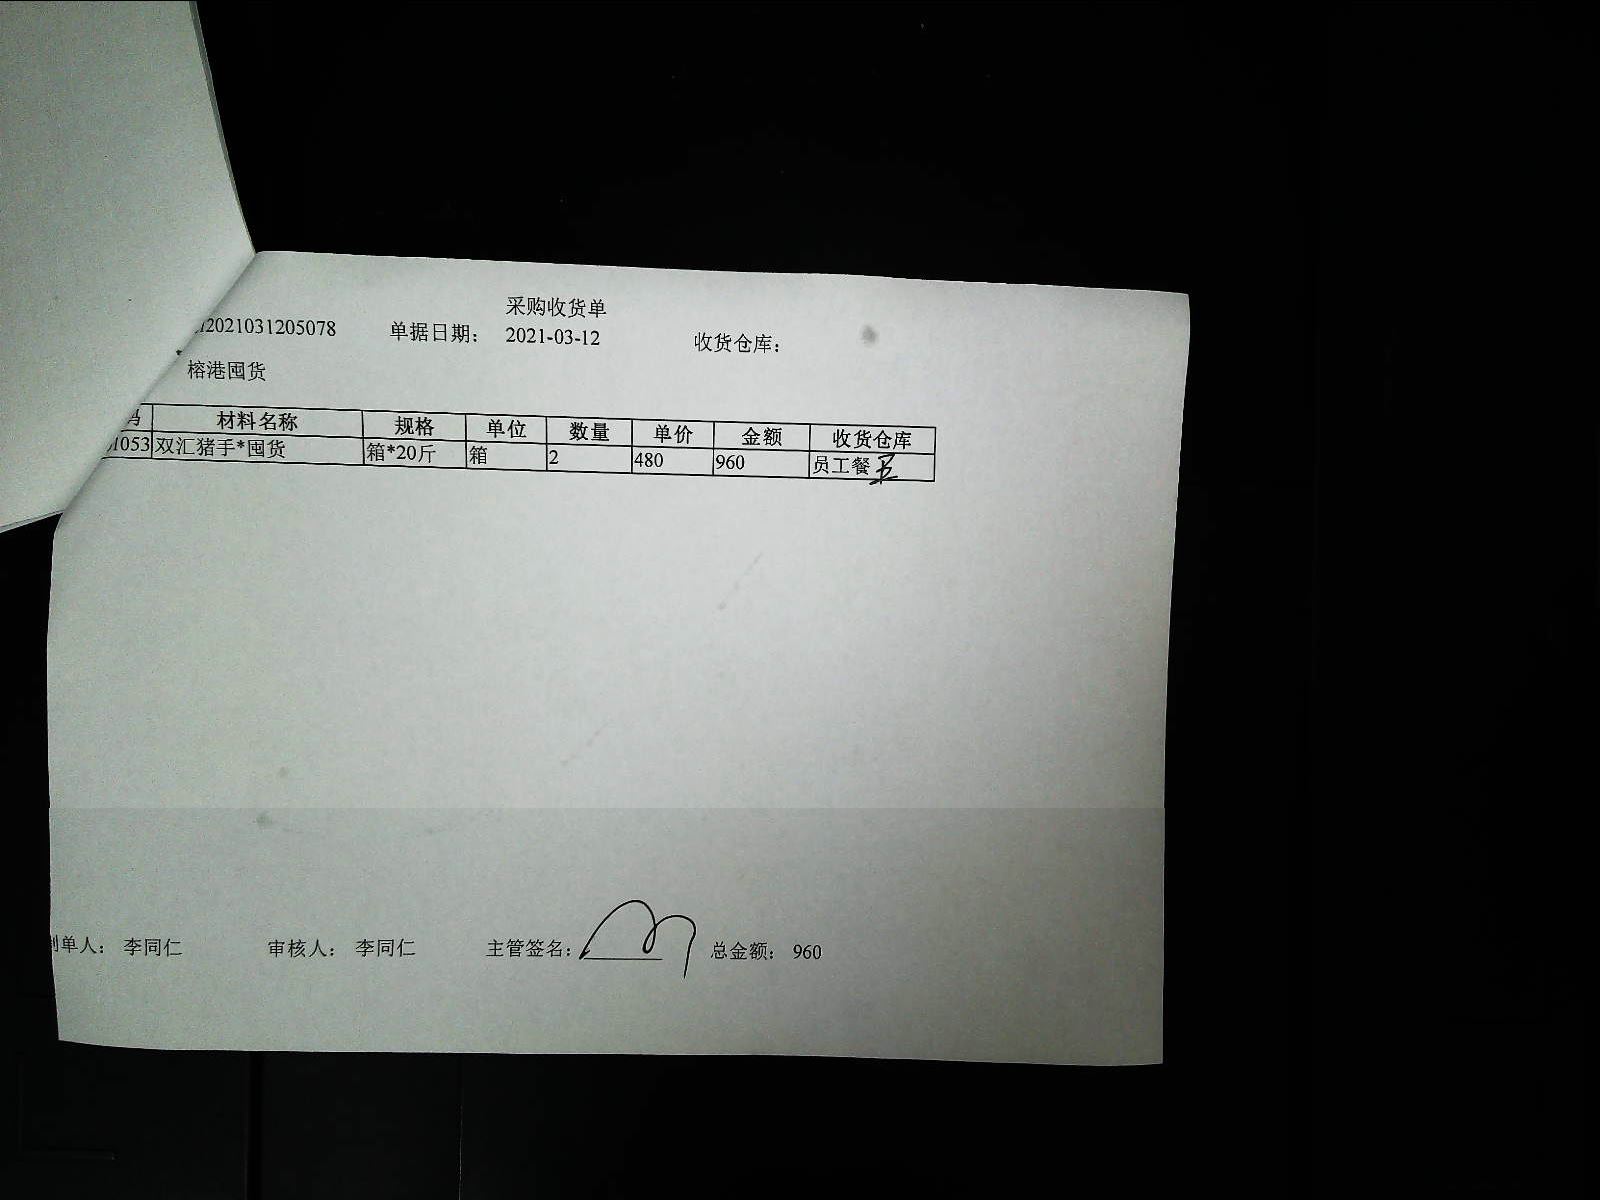 采购收货单
2021031205078 单据日期： 2021-03-12 收货仓库：
榕港囤货
码 材料名称 规格 单位 数量 单价 金额 收货仓库
1053 双汇猪手*囤货 箱*20斤 箱 2 480 960 员工餐
制单人： 李同仁 审核人： 李同仁 主管签名： 总金额： 960